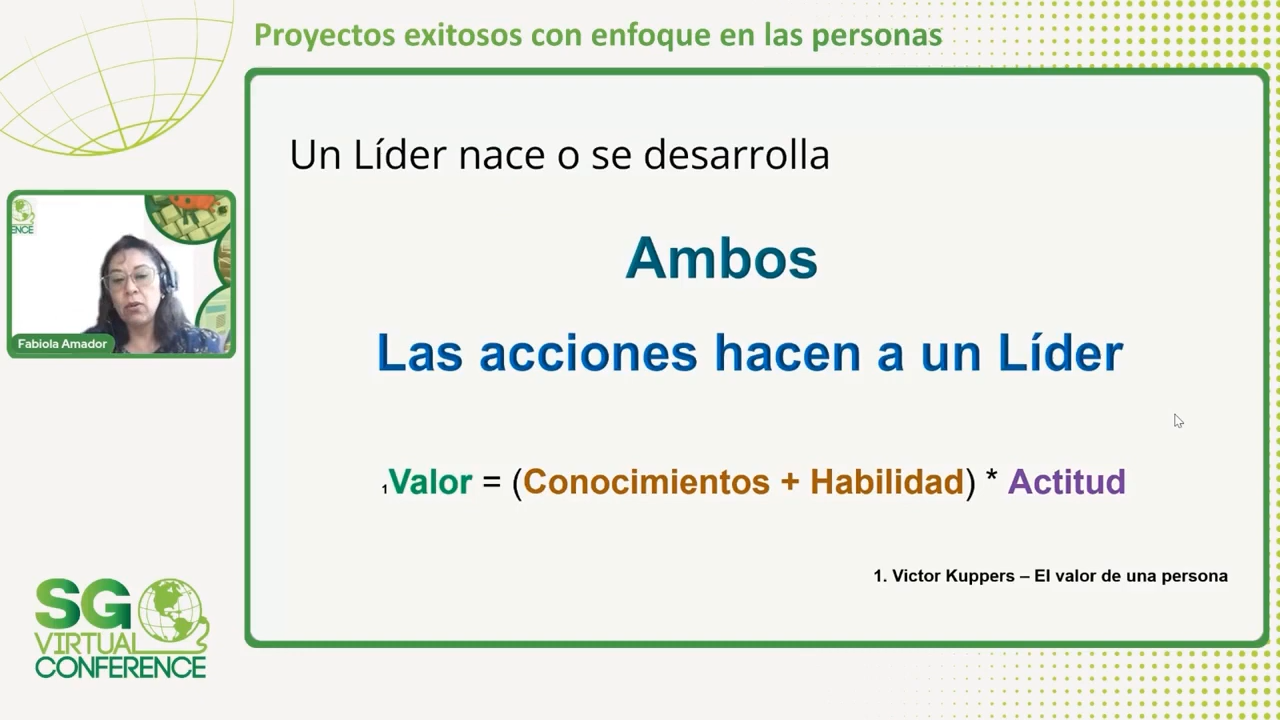 Proyectos exitosos con enfoque en las personas
Un Líder nace o se desarrolla
Ambos
Las acciones hacen a un Líder
1Valor = (Conocimientos + Habilidad) * Actitud
1. Victor Kuppers – El valor de una persona
ENCE
Fabiola Amador
SG
VIRTUAL
CONFERENCE